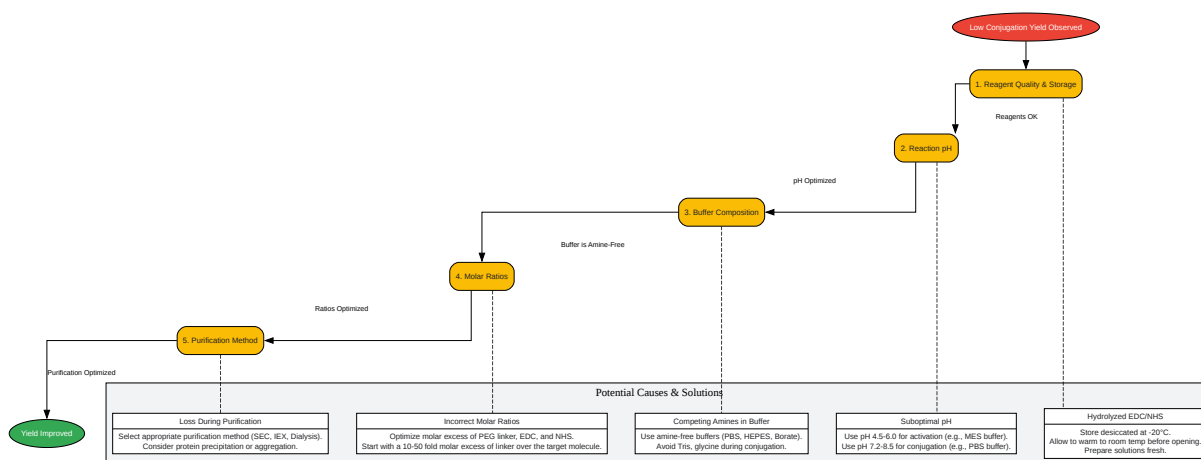 Low Conjugation Yield Observed
1. Reagent Quality & Storage
Reagents OK
2. Reaction pH
pH Optimized
3. Buffer Composition
Buffer is Amine-Free
4. Molar Ratios
Ratios Optimized
5. Purification Method
Purification Optimized
Yield Improved
Potential Causes & Solutions
Loss During Purification
Select appropriate purification method (SEC, IEX, Dialysis).
Consider protein precipitation or aggregation.
Incorrect Molar Ratios
Optimize molar excess of PEG linker, EDC, and NHS.
Start with a 10-50 fold molar excess of linker over the target molecule.
Competing Amines in Buffer
Use amine-free buffers (PBS, HEPES, Borate).
Avoid Tris, glycine during conjugation.
Suboptimal pH
Use pH 4.5-6.0 for activation (e.g., MES buffer).
Use pH 7.2-8.5 for conjugation (e.g., PBS buffer).
Hydrolyzed EDC/NHS
Store desiccated at -20°C.
Allow to warm to room temp before opening.
Prepare solutions fresh.